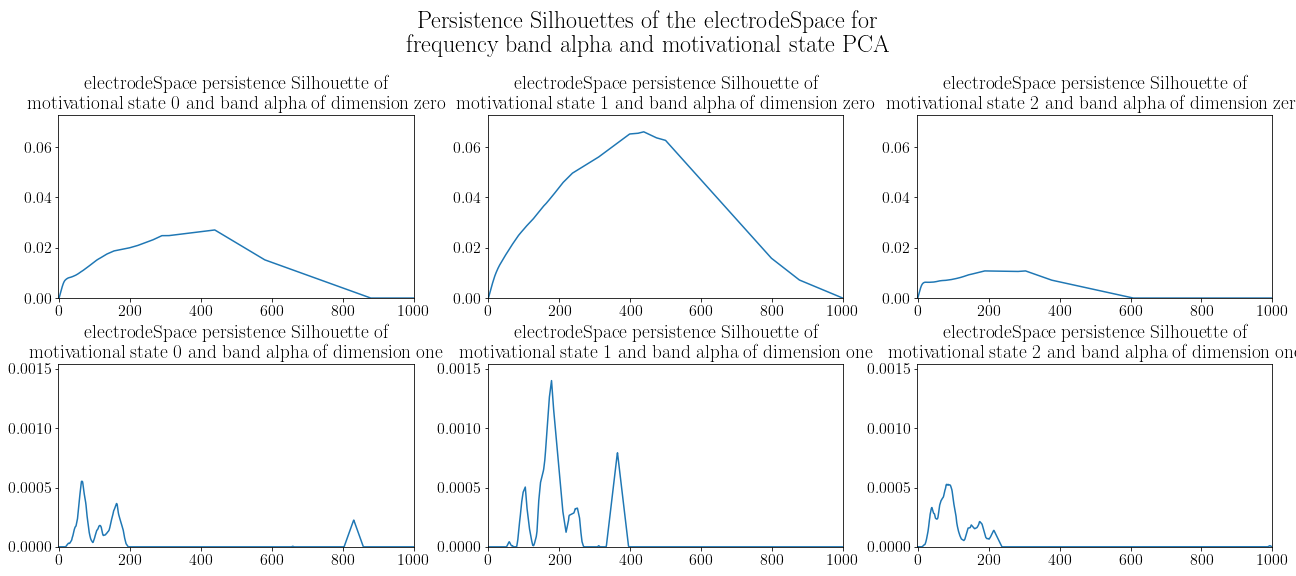 Persistence Silhouettes of the electrodeSpace for
frequency band alpha and motivational state PCA
electrodeSpace persistence Silhouette of
motivational state 0 and band alpha of dimension zero
electrodeSpace persistence Silhouette of
motivational state 1 and band alpha of dimension zero
electrodeSpace persistence Silhouette of
motivational state 2 and band alpha of dimension zer
0.06
0.04
0.02
0.00
0 200 400 600 800 1000
0.06
0.04
0.02
0.00
0 200 400 600 800 1000
0.06
0.04
0.02
0.00
0 200 400 600 800 1000
electrodeSpace persistence Silhouette of
motivational state 0 and band alpha of dimension one
electrodeSpace persistence Silhouette of
motivational state 1 and band alpha of dimension one
electrodeSpace persistence Silhouette of
motivational state 2 and band alpha of dimension one
0.0015
0.0010
0.0005
0.0000
0 200 400 600 800 1000
0.0015
0.0010
0.0005
0.0000
0 200 400 600 800 1000
0.0015
0.0010
0.0005
0.0000
0 200 400 600 800 1000